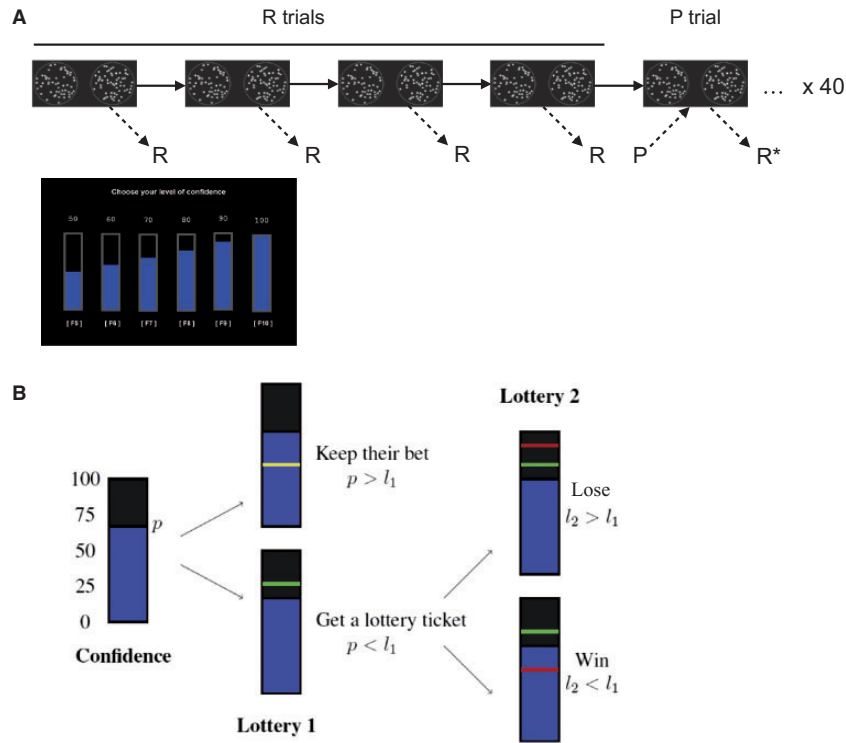 A
R trials
P trial
... x 40
R
R
R
R
P
R*
Choose your level of confidence
50 60 70 80 90 100
[ F5 ] [ F6 ] [ F7 ] [ F8 ] [ F9 ] [ F10 ]
B
Lottery 2
Keep their bet
p > l₁
100
75
50
25
0
p
Confidence
Lose
l₂ > l₁
Get a lottery ticket
p < l₁
Win
l₂ < l₁
Lottery 1